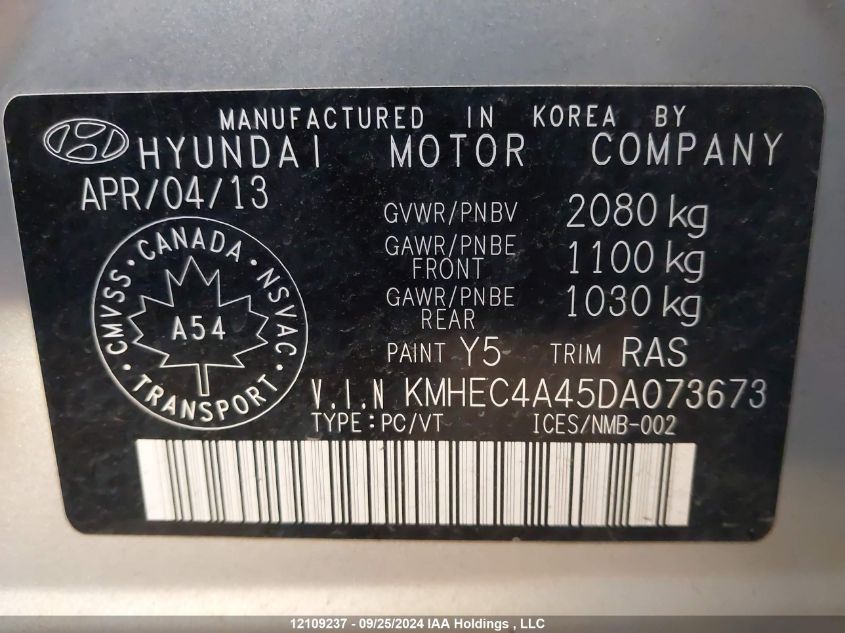 MANUFACTURED IN KOREA BY
HYUNDAI MOTOR COMPANY
APR/04/13
GVWR/PNBV 2080 kg
GAWR/PNBE FRONT 1100 kg
GAWR/PNBE REAR 1030 kg
CANADA
CMVSS NSVAC
A54
TRANSPORT
PAINT Y5 TRIM RAS
V.I.N KMHEC4A45DA073673
TYPE:PC/VT ICES/NMB-002
12109237 - 09/25/2024 IAA Holdings , LLC